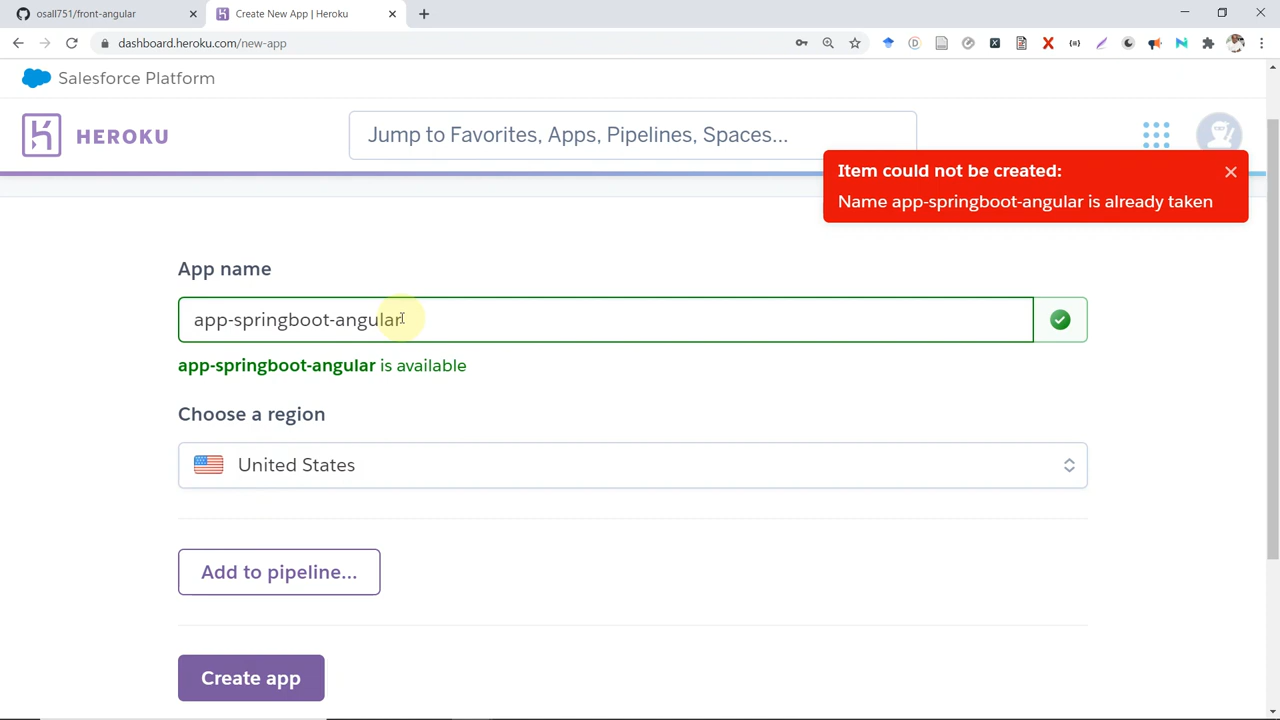 osall751/front-angular
Create New App | Heroku
dashboard.heroku.com/new-app
Salesforce Platform
HEROKU
Jump to Favorites, Apps, Pipelines, Spaces...
Item could not be created:
Name app-springboot-angular is already taken
App name
app-springboot-angular
app-springboot-angular is available
Choose a region
United States
Add to pipeline...
Create app